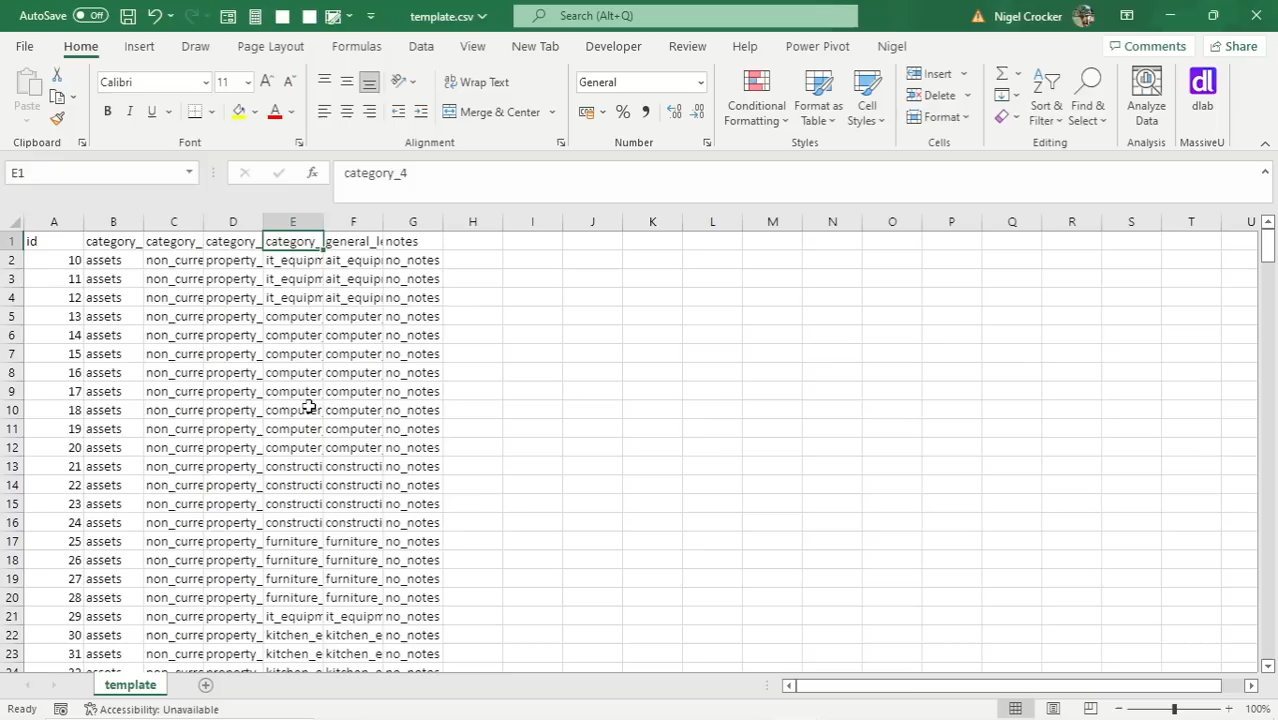 AutoSave Off template.csv Search (Alt+Q) Nigel Crocker
File Home Insert Draw Page Layout Formulas Data View New Tab Developer Review Help Power Pivot Nigel Comments Share
Paste Calibri 11 Wrap Text General Conditional Formatting Format as Table Cell Styles Insert Sort & Filter Find & Select Analyze Data dlab
B I U A Merge & Center % Delete
Format
Clipboard Font Alignment Number Styles Cells Editing Analysis MassiveU
E1 fx category_4
A B C D E F G H I J K L M N O P Q R S T U
1 id category_ category_ category_ category_ general_l notes
2 10 assets non_curre property_ it_equipm ait_equip no_notes
3 11 assets non_curre property_ it_equipm ait_equip no_notes
4 12 assets non_curre property_ it_equipm ait_equip no_notes
5 13 assets non_curre property_ computer computer no_notes
6 14 assets non_curre property_ computer computer no_notes
7 15 assets non_curre property_ computer computer no_notes
8 16 assets non_curre property_ computer computer no_notes
9 17 assets non_curre property_ computer computer no_notes
10 18 assets non_curre property_ computer computer no_notes
11 19 assets non_curre property_ computer computer no_notes
12 20 assets non_curre property_ computer computer no_notes
13 21 assets non_curre property_ constructi constructi no_notes
14 22 assets non_curre property_ constructi constructi no_notes
15 23 assets non_curre property_ constructi constructi no_notes
16 24 assets non_curre property_ constructi constructi no_notes
17 25 assets non_curre property_ furniture_ furniture_ no_notes
18 26 assets non_curre property_ furniture_ furniture_ no_notes
19 27 assets non_curre property_ furniture_ furniture_ no_notes
20 28 assets non_curre property_ furniture_ furniture_ no_notes
21 29 assets non_curre property_ it_equipm it_equipm no_notes
22 30 assets non_curre property_ kitchen_e kitchen_e no_notes
23 31 assets non_curre property_ kitchen_e kitchen_e no_notes
template
Ready Accessibility: Unavailable 100%